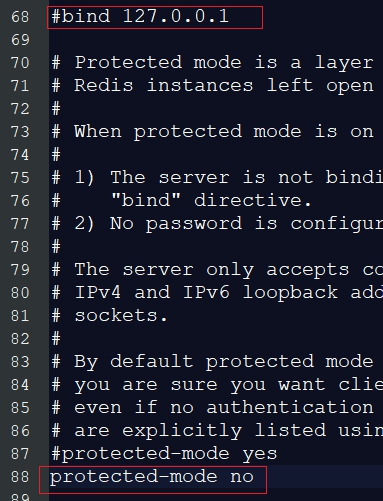 68 #bind 127.0.0.1
69
70 # Protected mode is a layer
71 # Redis instances left open
72 #
73 # When protected mode is on
74 #
75 # 1) The server is not bindi
76 #    "bind" directive.
77 # 2) No password is configur
78 #
79 # The server only accepts co
80 # IPv4 and IPv6 loopback add
81 # sockets.
82 #
83 # By default protected mode
84 # you are sure you want clie
85 # even if no authentication
86 # are explicitly listed usin
87 #protected-mode yes
88 protected-mode no
89